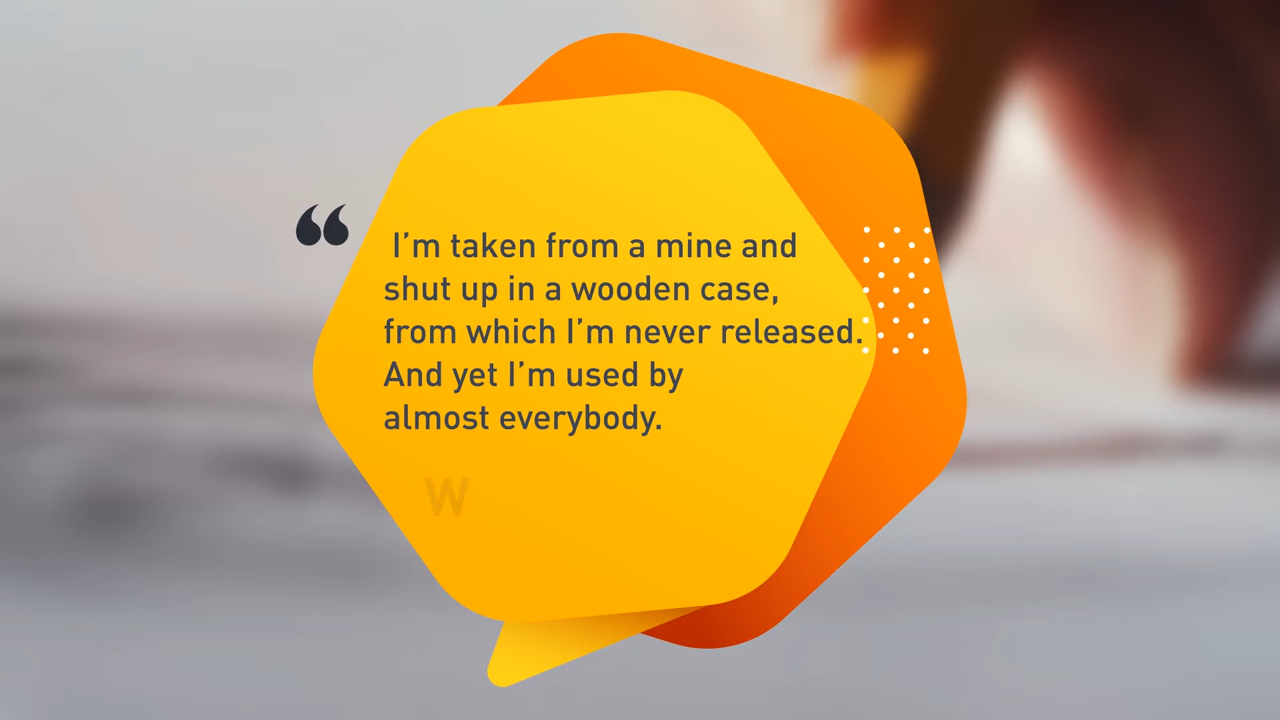 “ I’m taken from a mine and
shut up in a wooden case,
from which I’m never released.
And yet I’m used by
almost everybody.
W